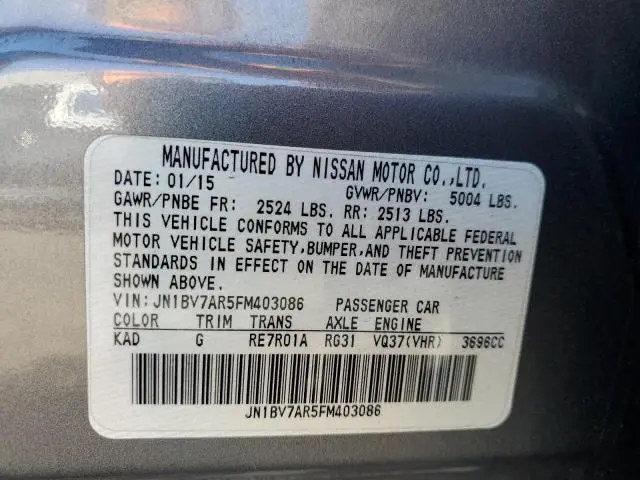 MANUFACTURED BY NISSAN MOTOR CO.,LTD.
DATE: 01/15 GVWR/PNBV: 5004 LBS.
GAWR/PNBE FR: 2524 LBS. RR: 2513 LBS.
THIS VEHICLE CONFORMS TO ALL APPLICABLE FEDERAL
MOTOR VEHICLE SAFETY,BUMPER,AND THEFT PREVENTION
STANDARDS IN EFFECT ON THE DATE OF MANUFACTURE
SHOWN ABOVE.
VIN: JN1BV7AR5FM403086 PASSENGER CAR
COLOR TRIM TRANS AXLE ENGINE
KAD G RE7R01A RG31 VQ37(VHR) 3696CC
JN1BV7AR5FM403086